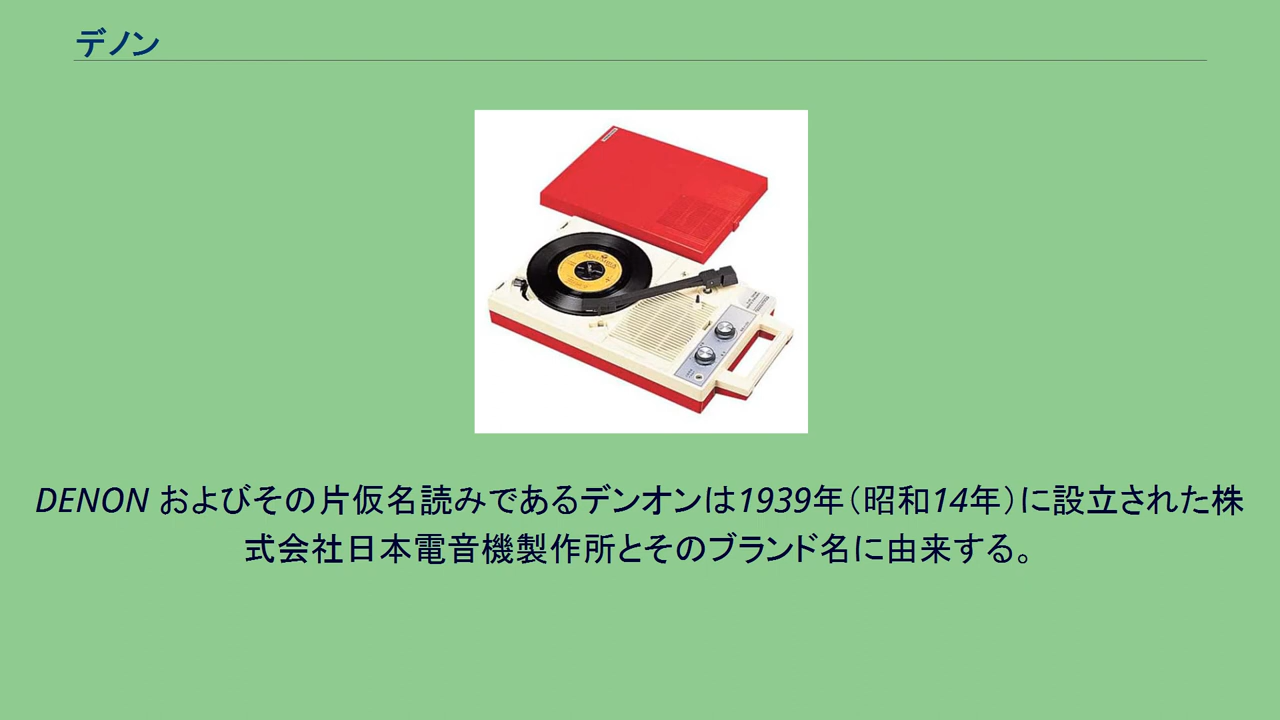 デノン
DENON およびその片仮名読みであるデンオンは1939年（昭和14年）に設立された株
式会社日本電音機製作所とそのブランド名に由来する。